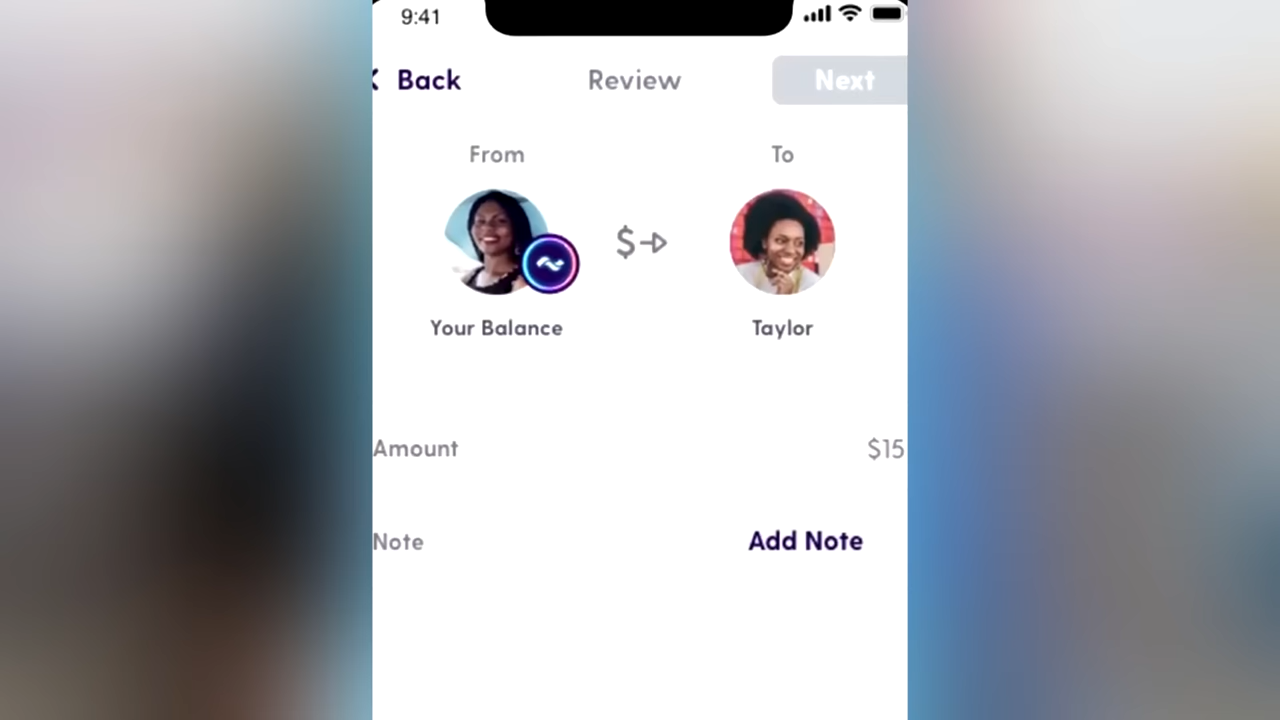 9:41
Back
Review
Next
From
To
$
Your Balance
Taylor
Amount
$15
Note
Add Note